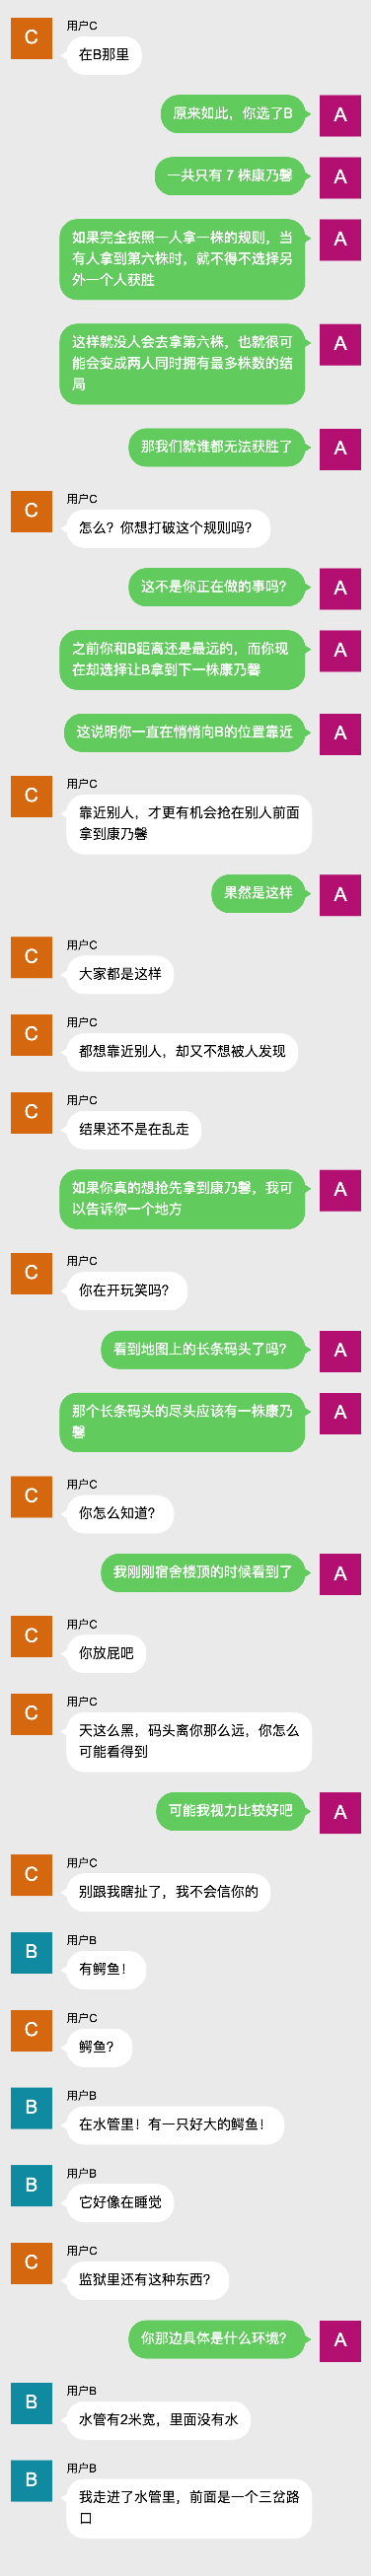 用户C
C
在B那里
原来如此，你选了B
A
一共只有 7 株康乃馨
A
如果完全按照一人拿一株的规则，当
有人拿到第六株时，就不得不选择另
外一个人获胜
A
这样就没人会去拿第六株，也就很可
能会变成两人同时拥有最多株数的结
局
A
那我们就谁都无法获胜了
A
用户C
C
怎么？你想打破这个规则吗？
这不是你正在做的事吗？
A
之前你和B距离还是最远的，而你现
在却选择让B拿到下一株康乃馨
A
这说明你一直在悄悄向B的位置靠近
A
用户C
C
靠近别人，才更有机会抢在别人前面
拿到康乃馨
果然是这样
A
用户C
C
大家都是这样
用户C
C
都想靠近别人，却又不想被人发现
用户C
C
结果还不是在乱走
如果你真的想抢先拿到康乃馨，我可
以告诉你一个地方
A
用户C
C
你在开玩笑吗？
看到地图上的长条码头了吗？
A
那个长条码头的尽头应该有一株康乃
馨
A
用户C
C
你怎么知道？
我刚刚宿舍楼顶的时候看到了
A
用户C
C
你放屁吧
用户C
C
天这么黑，码头离你那么远，你怎么
可能看得到
可能我视力比较好吧
A
用户C
C
别跟我瞎扯了，我不会信你的
用户B
B
有鳄鱼！
用户C
C
鳄鱼？
用户B
B
在水管里！有一只好大的鳄鱼！
用户B
B
它好像在睡觉
用户C
C
监狱里还有这种东西？
你那边具体是什么环境？
A
用户B
B
水管有2米宽，里面没有水
用户B
B
我走进了水管里，前面是一个三岔路
口